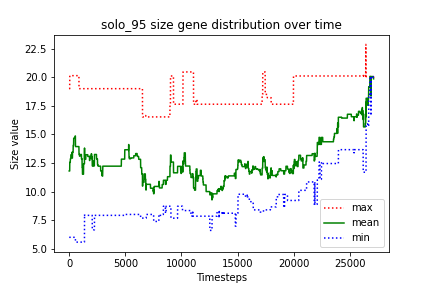 solo_95 size gene distribution over time
Size value
22.5
20.0
17.5
15.0
12.5
10.0
7.5
5.0
0
5000
10000
15000
20000
25000
Timesteps
max
mean
min